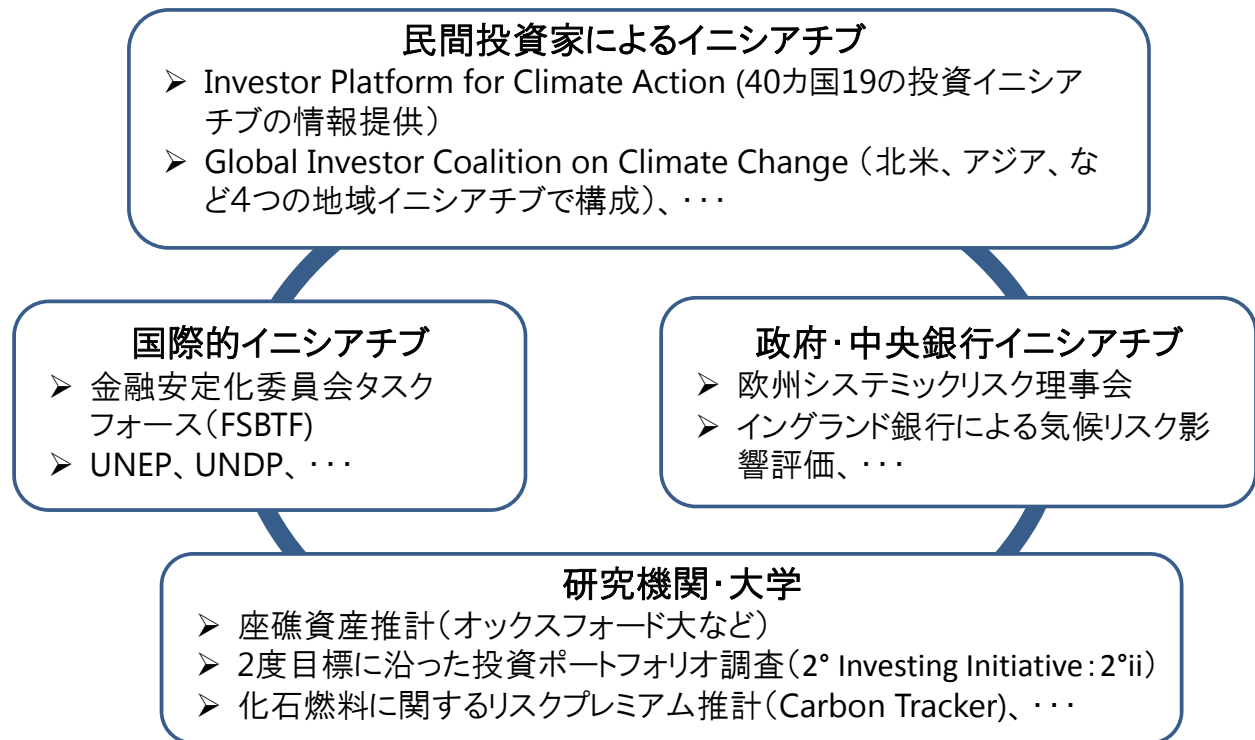 民間投資家によるイニシアチブ
➢ Investor Platform for Climate Action (40カ国19の投資イニシア
チブの情報提供）
➢ Global Investor Coalition on Climate Change （北米、アジア、な
ど4つの地域イニシアチブで構成）、・・・
国際的イニシアチブ
➢ 金融安定化委員会タスク
フォース（FSBTF)
➢ UNEP、UNDP、・・・
政府・中央銀行イニシアチブ
➢ 欧州システミックリスク理事会
➢ イングランド銀行による気候リスク影
響評価、・・・
研究機関・大学
➢ 座礁資産推計（オックスフォード大など）
➢ 2度目標に沿った投資ポートフォリオ調査（2° Investing Initiative：2°ii）
➢ 化石燃料に関するリスクプレミアム推計（Carbon Tracker)、・・・